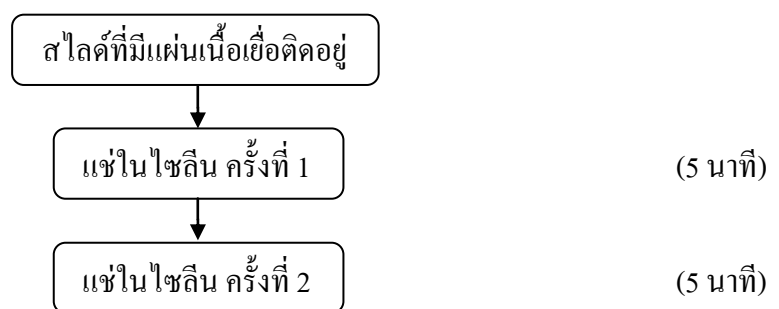 สไลด์ที่มีแผ่นเนื้อเยื่อติดอยู่
แช่ในไซลีน ครั้งที่ 1 (5 นาที)
แช่ในไซลีน ครั้งที่ 2 (5 นาที)